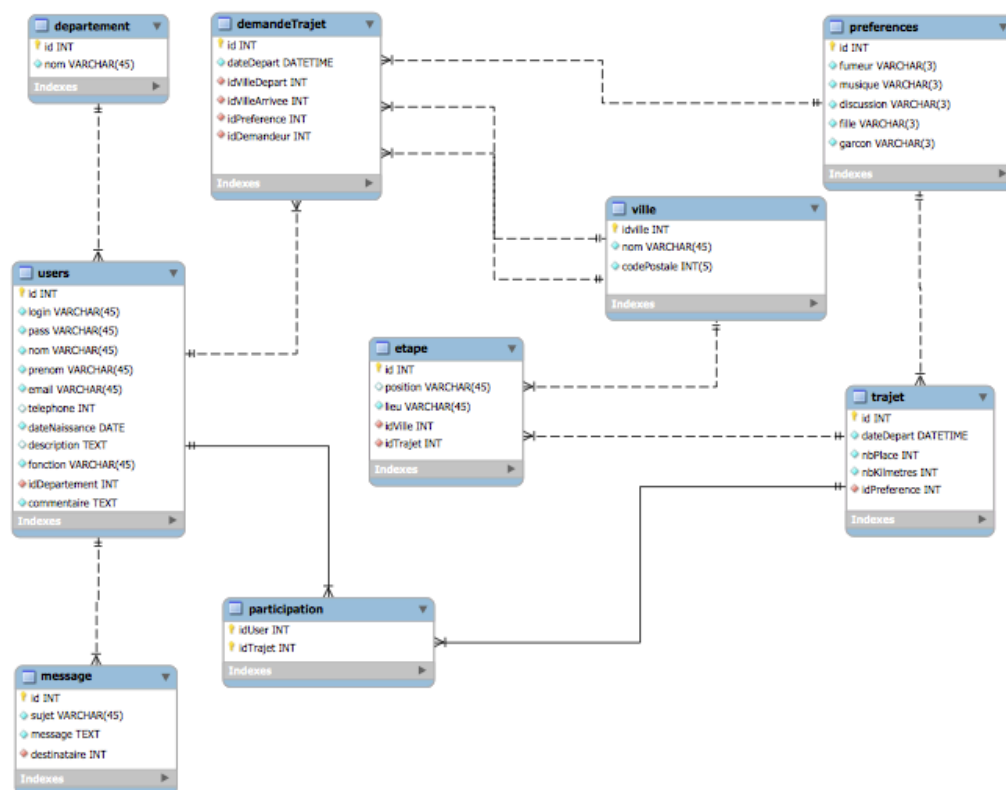 departement
id INT
nom VARCHAR(45)
Indexes
demandeTrajet
id INT
dateDepart DATETIME
idVilleDepart INT
idVilleArrivee INT
idPreference INT
idDemandeur INT
Indexes
preferences
id INT
fumeur VARCHAR(3)
musique VARCHAR(3)
discussion VARCHAR(3)
fille VARCHAR(3)
garcon VARCHAR(3)
Indexes
ville
idville INT
nom VARCHAR(45)
codePostale INT(5)
Indexes
users
id INT
login VARCHAR(45)
pass VARCHAR(45)
nom VARCHAR(45)
prenom VARCHAR(45)
email VARCHAR(45)
telephone INT
dateNaissance DATE
description TEXT
fonction VARCHAR(45)
idDepartement INT
commentaire TEXT
Indexes
etape
id INT
position VARCHAR(45)
lieu VARCHAR(45)
idVille INT
idTrajet INT
Indexes
trajet
id INT
dateDepart DATETIME
nbPlace INT
nbKilmetres INT
idPreference INT
Indexes
participation
idUser INT
idTrajet INT
Indexes
message
id INT
sujet VARCHAR(45)
message TEXT
destinataire INT
Indexes